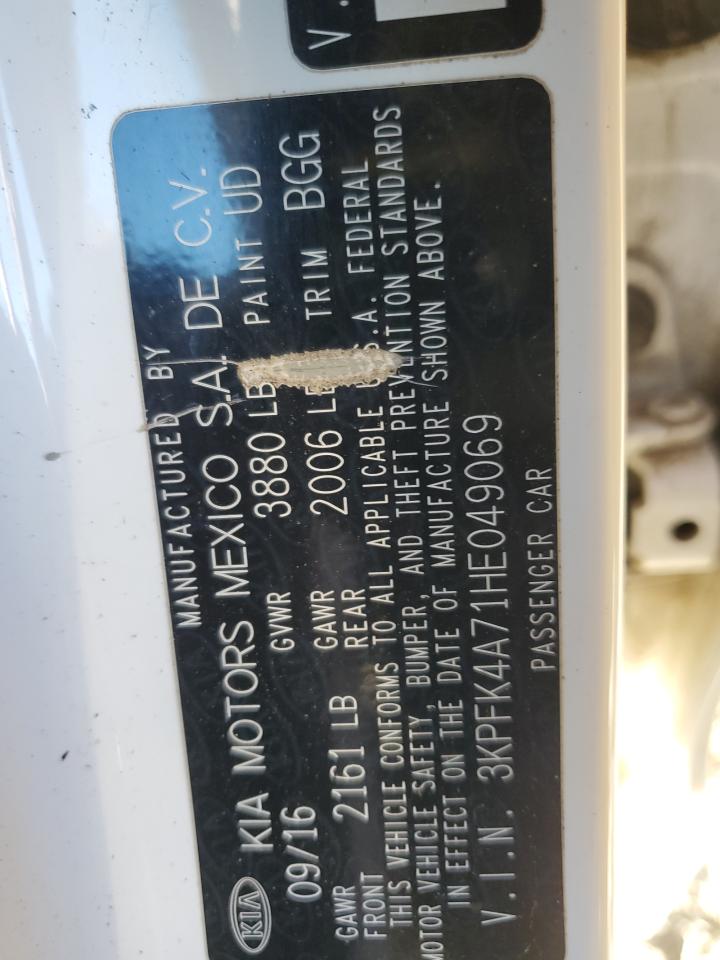 V.
MANUFACTURED BY
KIA KIA MOTORS MEXICO S.A. DE C.V.
09/16 GVWR 3880 LB PAINT UD
GAWR FRONT 2161 LB GAWR REAR 2006 LB TRIM BGG
THIS VEHICLE CONFORMS TO ALL APPLICABLE U.S.A. FEDERAL
MOTOR VEHICLE SAFETY, BUMPER, AND THEFT PREVENTION STANDARDS
IN EFFECT ON THE DATE OF MANUFACTURE SHOWN ABOVE.
V.I.N. 3KPFK4A71HE049069
PASSENGER CAR